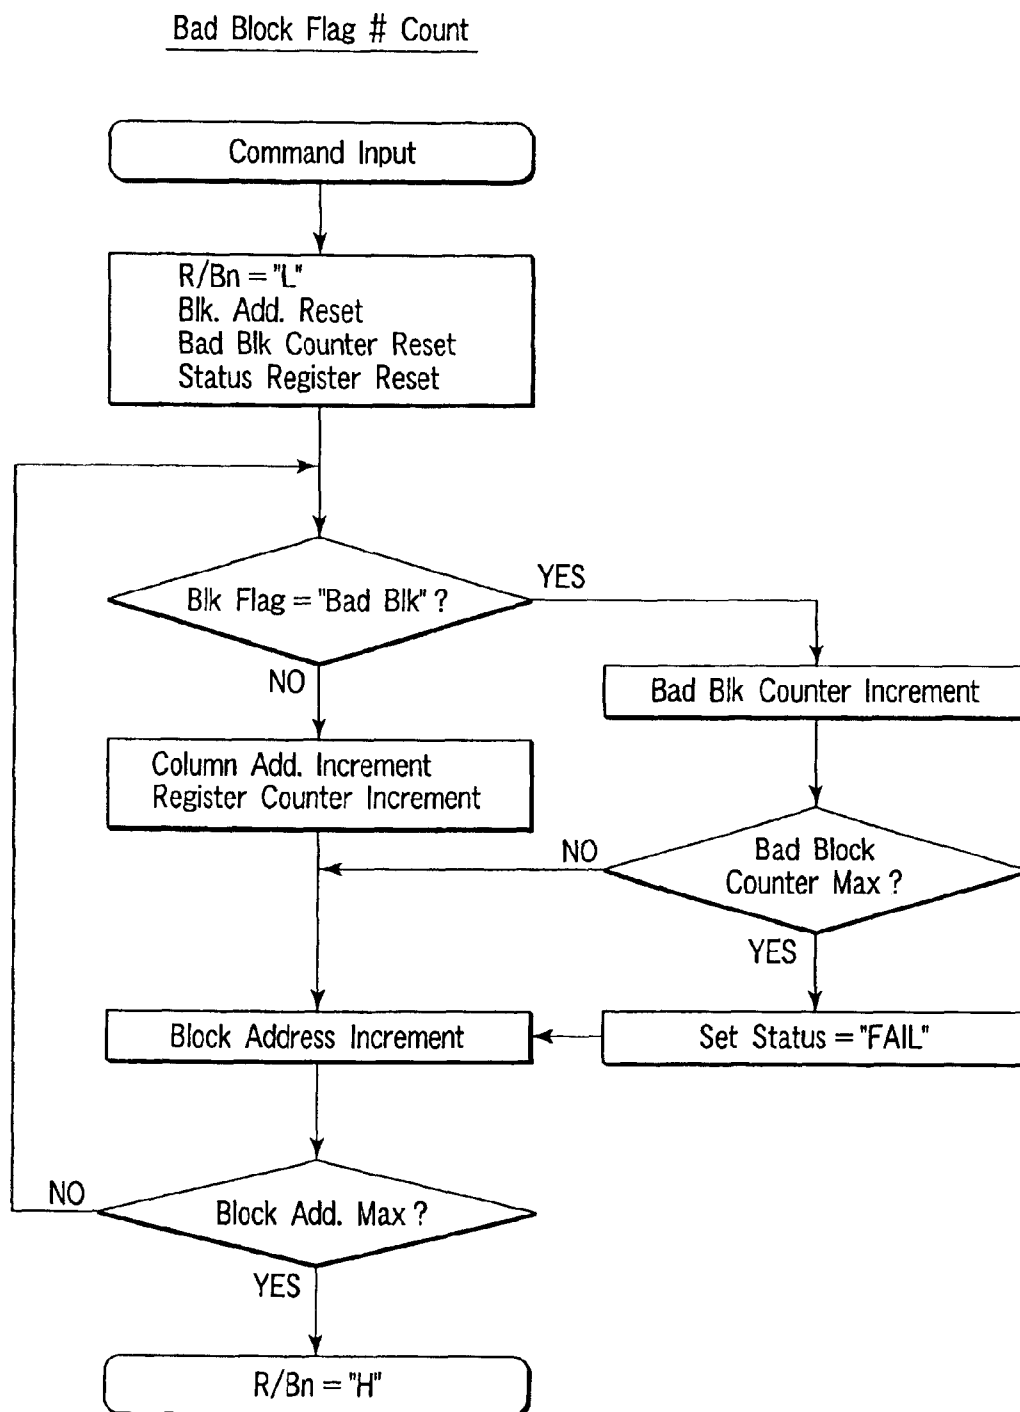 Bad Block Flag # Count
Command Input
R/Bn = "L"
Blk. Add. Reset
Bad Blk Counter Reset
Status Register Reset
Blk Flag = "Bad Blk" ?
YES
NO
Bad Blk Counter Increment
Column Add. Increment
Register Counter Increment
Bad Block
Counter Max ?
NO
YES
Block Address Increment
Set Status = "FAIL"
Block Add. Max ?
NO
YES
R/Bn = "H"